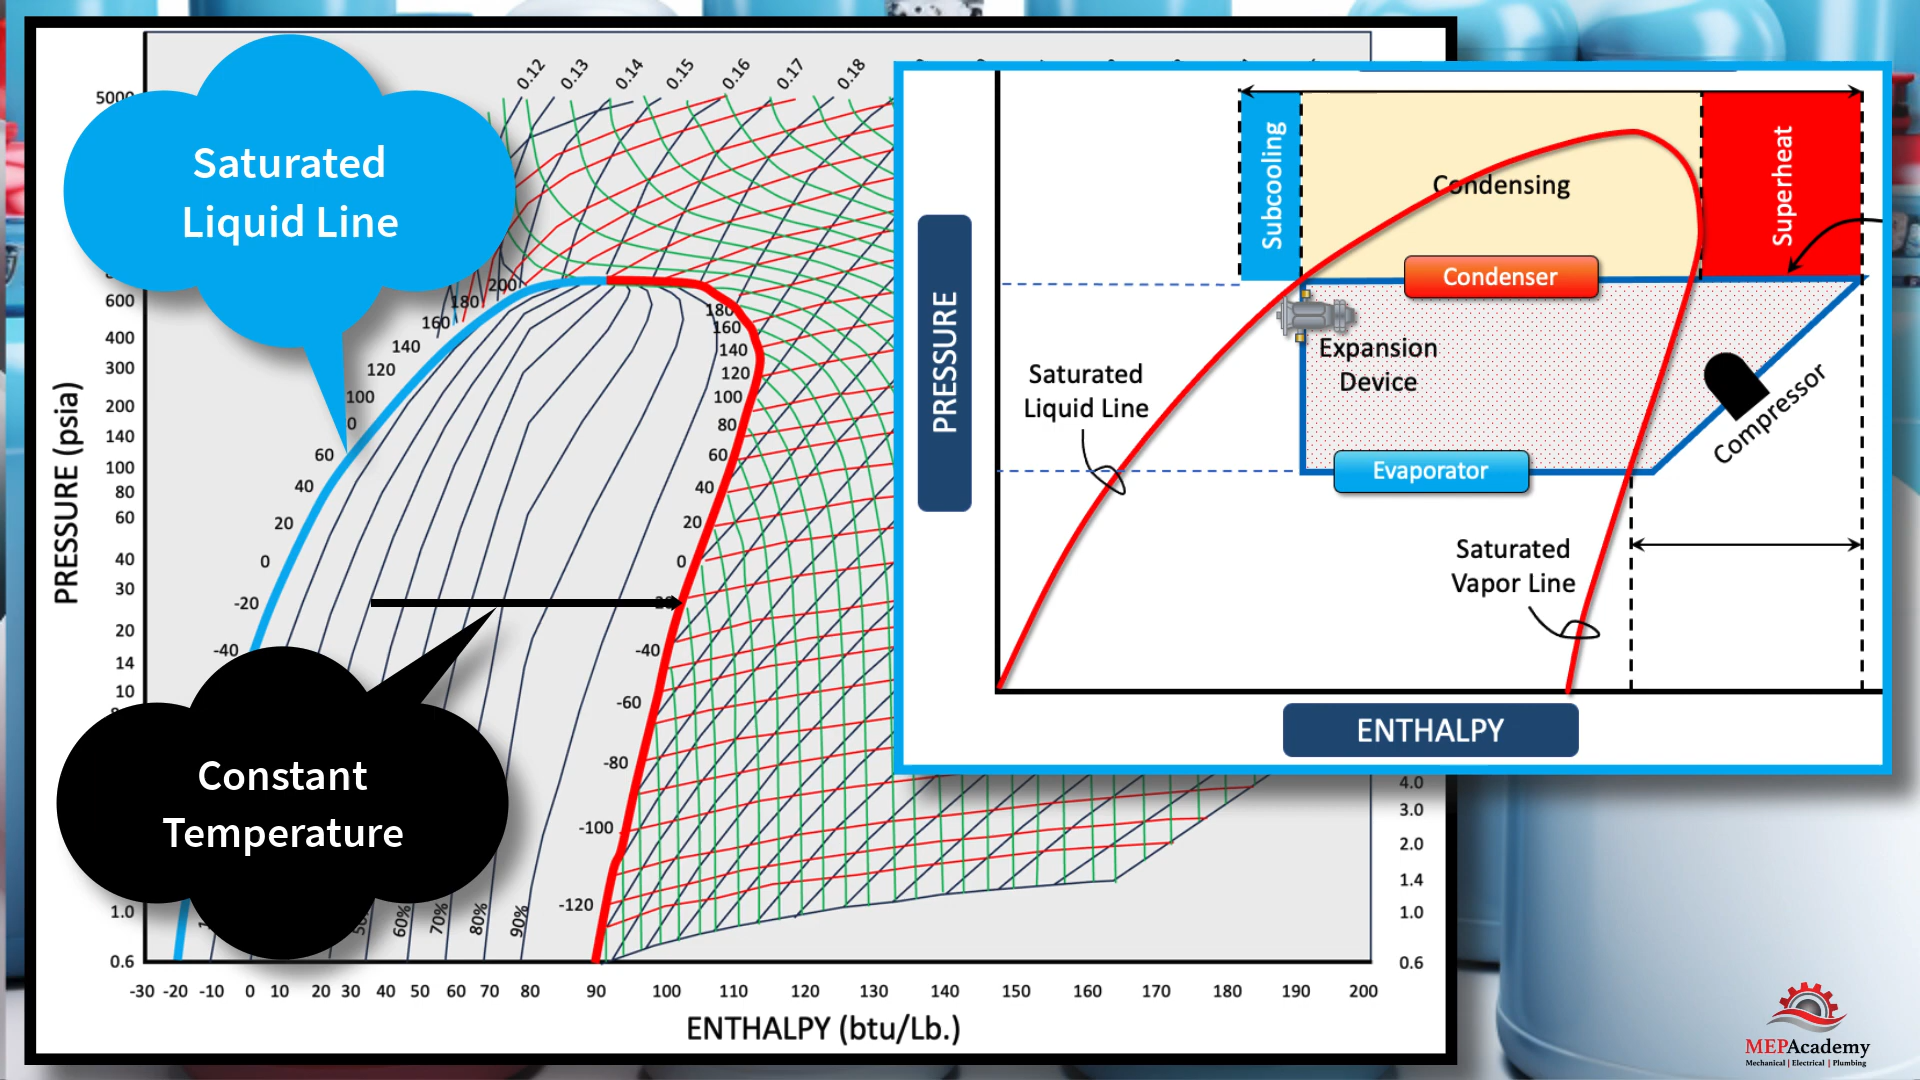 0.12
0.13
0.14
0.15
0.16
0.17
0.18
5000
Saturated
Liquid Line
600
400
300
200
140
100
80
60
40
30
20
14
10
1.0
0.6
PRESSURE (psia)
200
180
160
140
120
100
60
40
20
0
-20
-40
180
160
140
120
100
80
60
40
20
0
-40
-60
-80
-100
-120
Constant
Temperature
60%
70%
80%
90%
4.0
3.0
2.0
1.4
1.0
0.6
-30 -20 -10 0 10 20 30 40 50 60 70 80 90 100 110 120 130 140 150 160 170 180 190 200
ENTHALPY (btu/Lb.)
Subcooling
Condensing
Superheat
PRESSURE
Condenser
Expansion
Device
Saturated
Liquid Line
Compressor
Evaporator
Saturated
Vapor Line
ENTHALPY
MEPAcademy
Mechanical | Electrical | Plumbing